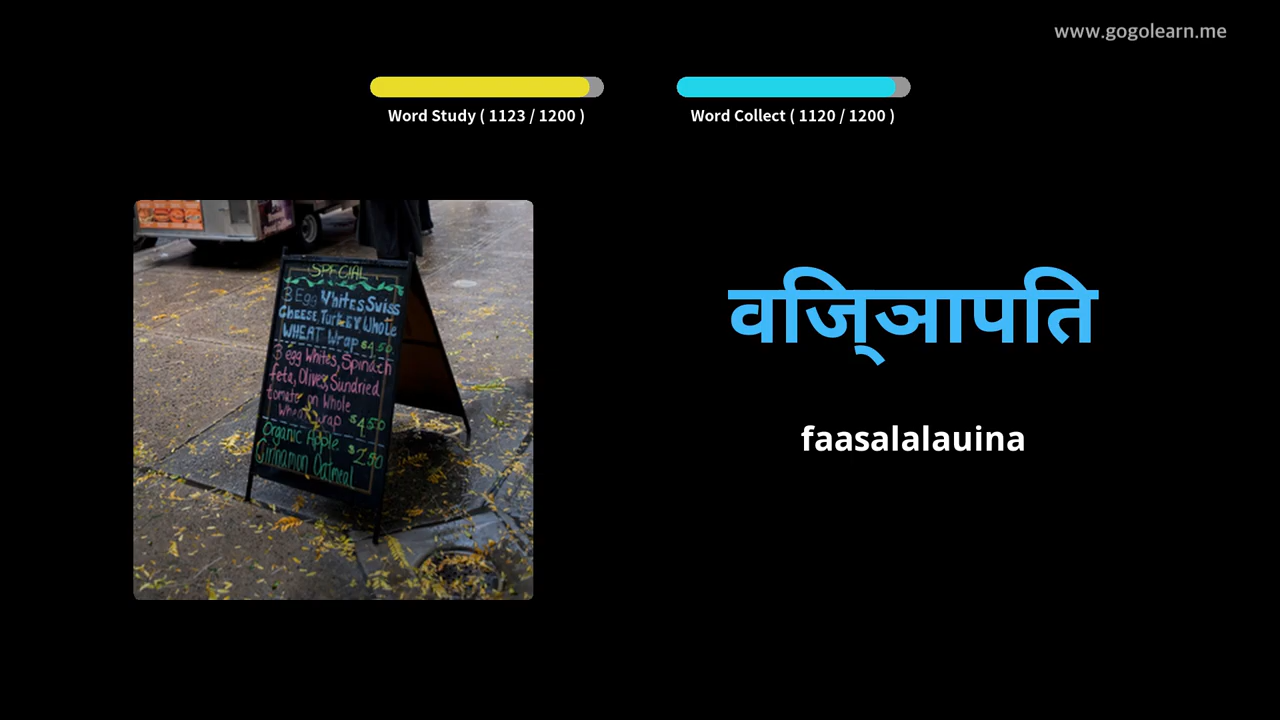 www.gogolearn.me
Word Study ( 1123 / 1200 )
Word Collect ( 1120 / 1200 )
SPECIAL
3 Egg Whites, Swiss
Cheese, Turkey Whole
WHEAT Wrap $4.50
3 egg Whites, Spinach
feta, Olives, Sundried
tomato on Whole
Wheat Wrap $4.50
Organic Apple
Cinnamon Oatmeal
वजि्ञापति
faasalalauina